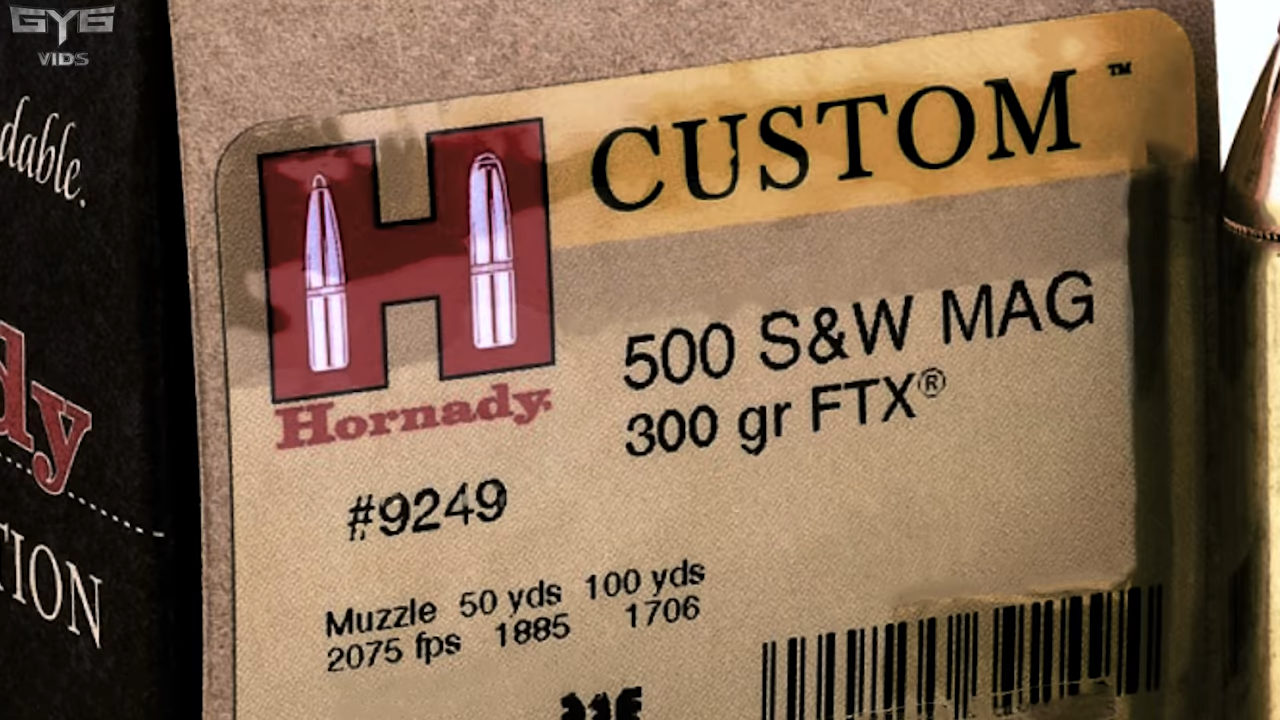 GY6
VIDS
dable.
dy
TION
CUSTOM™
Hornady
500 S&W MAG
300 gr FTX®
#9249
Muzzle 50 yds 100 yds
2075 fps 1885 1706